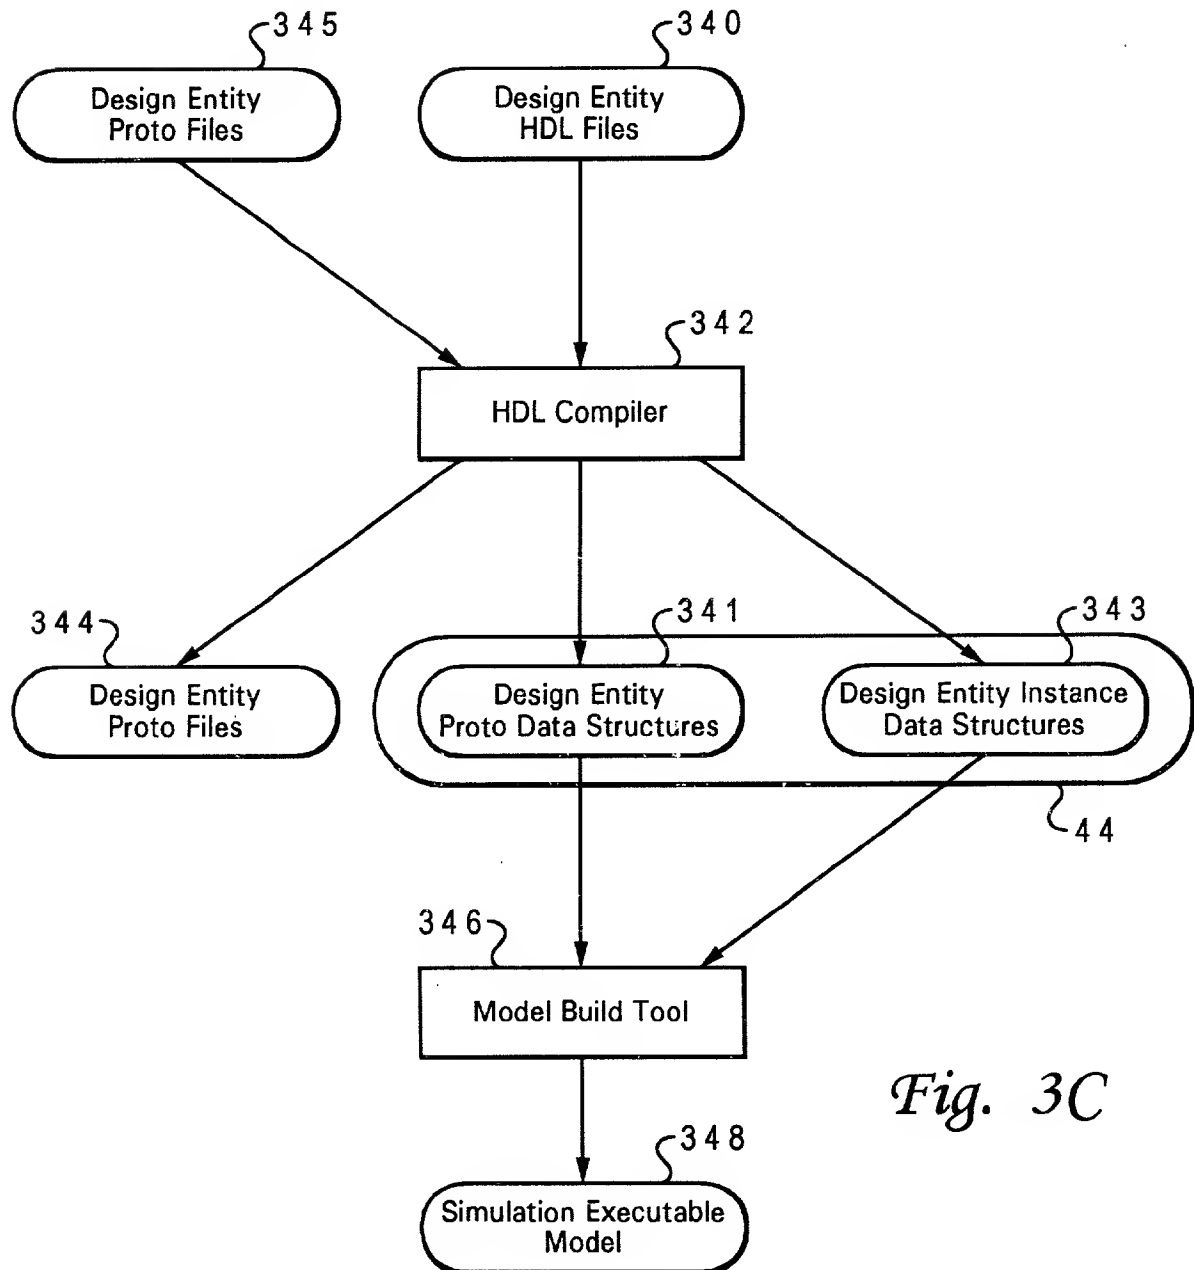 345
340
Design Entity
Proto Files
Design Entity
HDL Files
342
HDL Compiler
344
341
343
Design Entity
Proto Files
Design Entity
Proto Data Structures
Design Entity Instance
Data Structures
44
346
Model Build Tool
Fig. 3C
348
Simulation Executable
Model